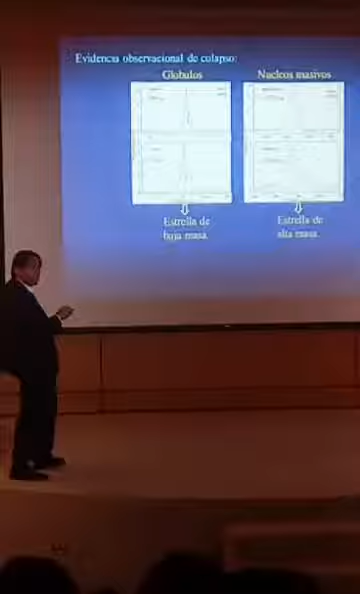 Evidencia observacional de colapso:
Globulos
Nucleos masivos
Estrella de
baja masa.
Estrella de
alta masa.